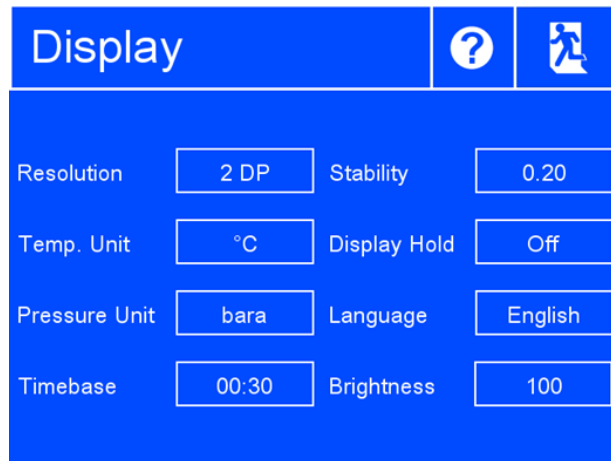 Display ?
Resolution 2 DP Stability 0.20
Temp. Unit °C Display Hold Off
Pressure Unit bara Language English
Timebase 00:30 Brightness 100